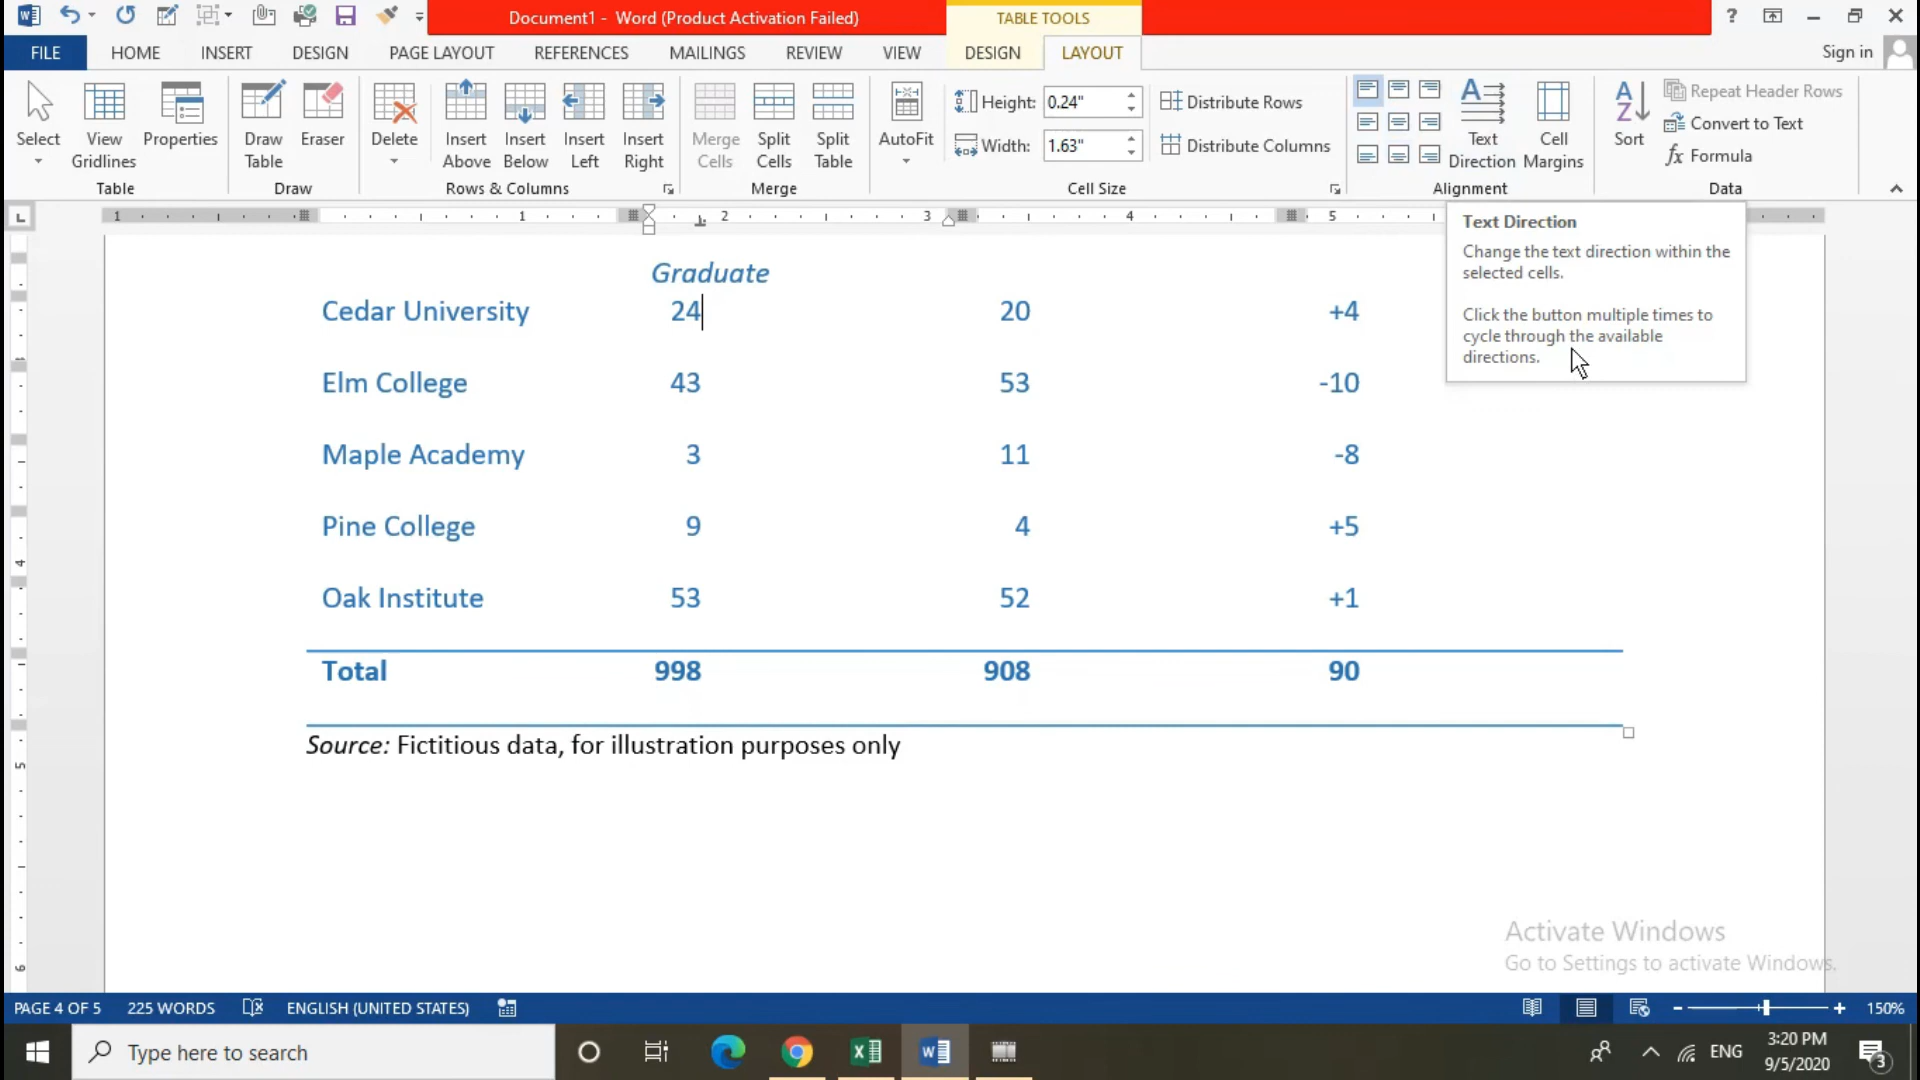 Document1 - Word (Product Activation Failed)
TABLE TOOLS
?
FILE HOME INSERT DESIGN PAGE LAYOUT REFERENCES MAILINGS REVIEW VIEW DESIGN LAYOUT Sign in
Select
View Gridlines
Properties
Table
Draw Table
Eraser
Draw
Delete
Insert Above
Insert Below
Insert Left
Insert Right
Rows & Columns
Merge Cells
Split Cells
Split Table
Merge
AutoFit
Height: 0.24"
Width: 1.63"
Distribute Rows
Distribute Columns
Cell Size
Text Direction
Cell Margins
Alignment
Sort
Repeat Header Rows
Convert to Text
fx Formula
Data
1 1 2 3 4 5
Text Direction
Change the text direction within the
selected cells.
Click the button multiple times to
cycle through the available
directions.
Graduate
Cedar University 24 20 +4
Elm College 43 53 -10
Maple Academy 3 11 -8
Pine College 9 4 +5
Oak Institute 53 52 +1
Total 998 908 90
Source: Fictitious data, for illustration purposes only
Activate Windows
Go to Settings to activate Windows.
PAGE 4 OF 5 225 WORDS ENGLISH (UNITED STATES) 150%
Type here to search
ENG
3:20 PM
9/5/2020
3